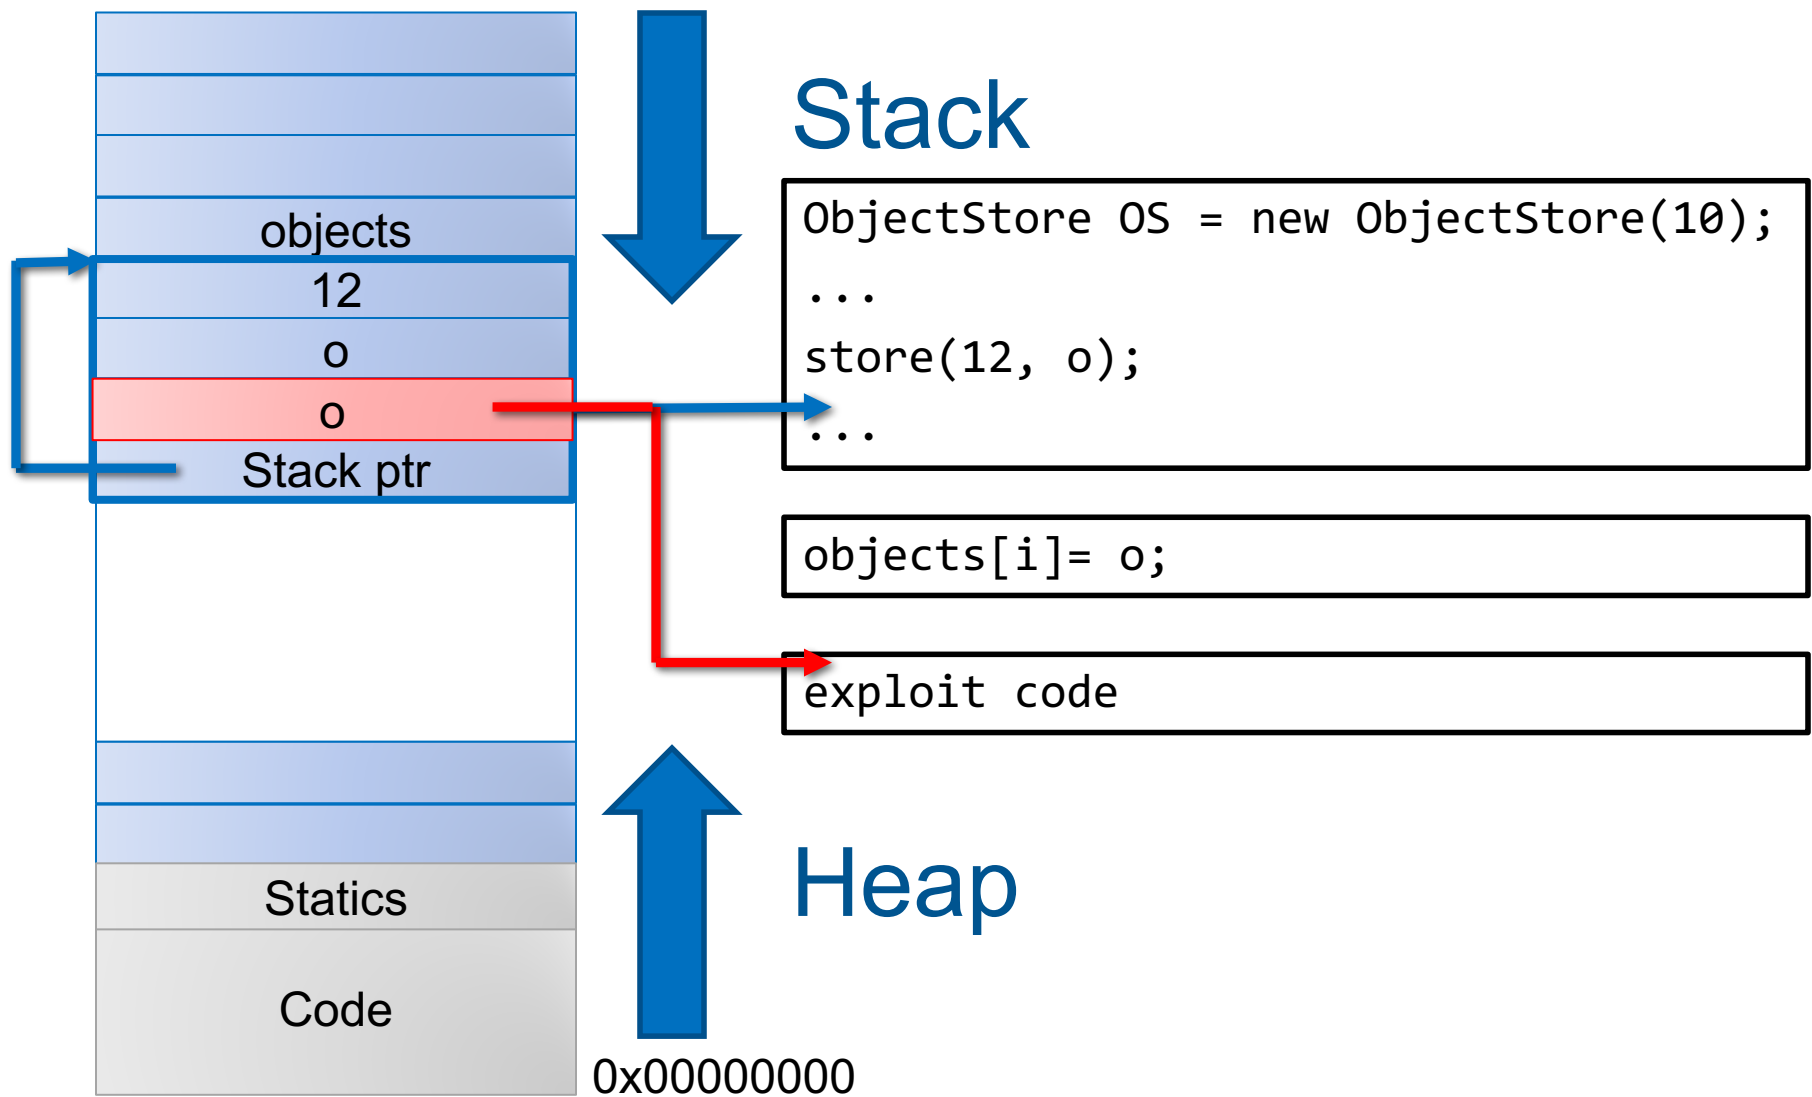 objects
12
o
o
Stack ptr
Statics
Code
Stack
ObjectStore OS = new ObjectStore(10);
...
store(12, o);
...
objects[i]= o;
exploit code
Heap
0x00000000